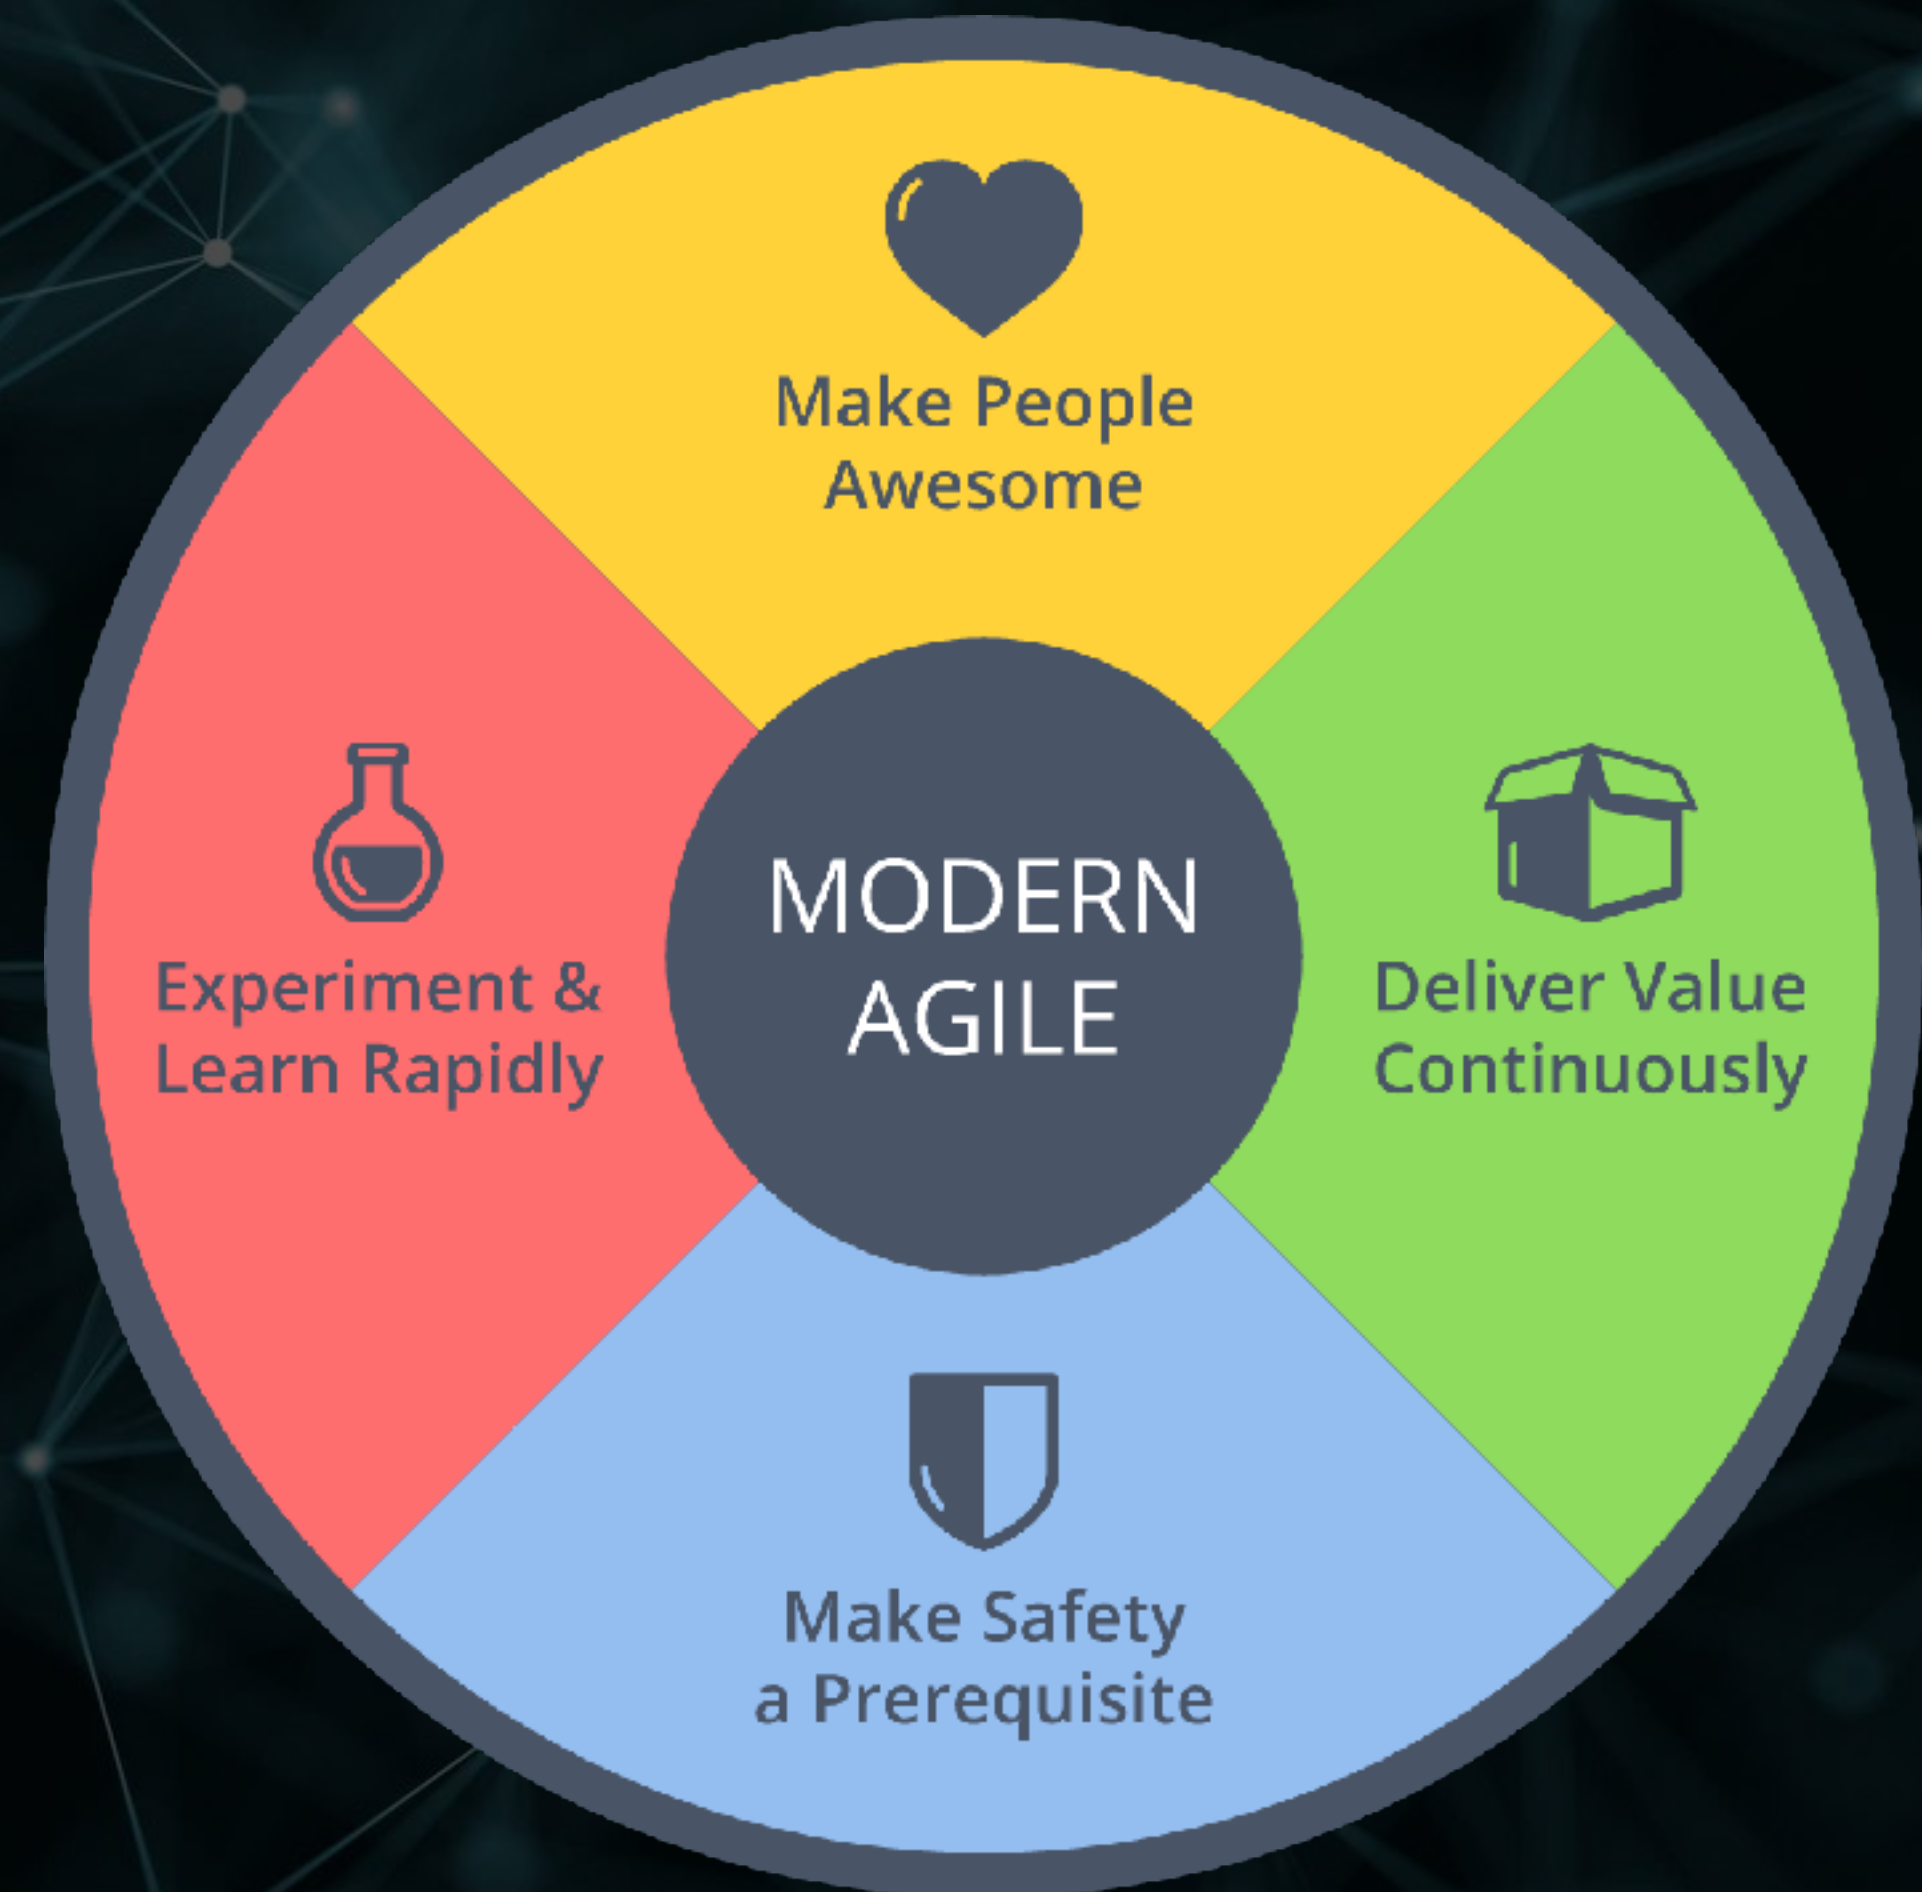 Make People
Awesome
Experiment &
Learn Rapidly
MODERN
AGILE
Deliver Value
Continuously
Make Safety
a Prerequisite